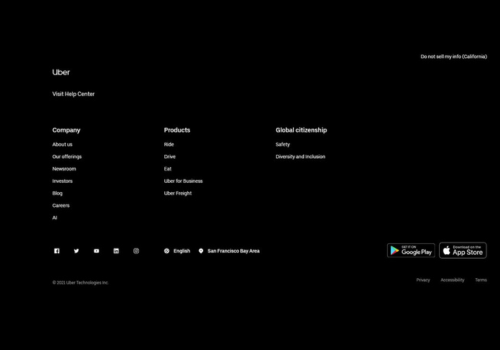 Do not sell my info (California)
Uber
Visit Help Center
Company
About us
Our offerings
Newsroom
Investors
Blog
Careers
AI
Products
Ride
Drive
Eat
Uber for Business
Uber Freight
Global citizenship
Safety
Diversity and Inclusion
English
San Francisco Bay Area
GET IT ON
Google Play
Download on the
App Store
© 2021 Uber Technologies Inc.
Privacy
Accessibility
Terms